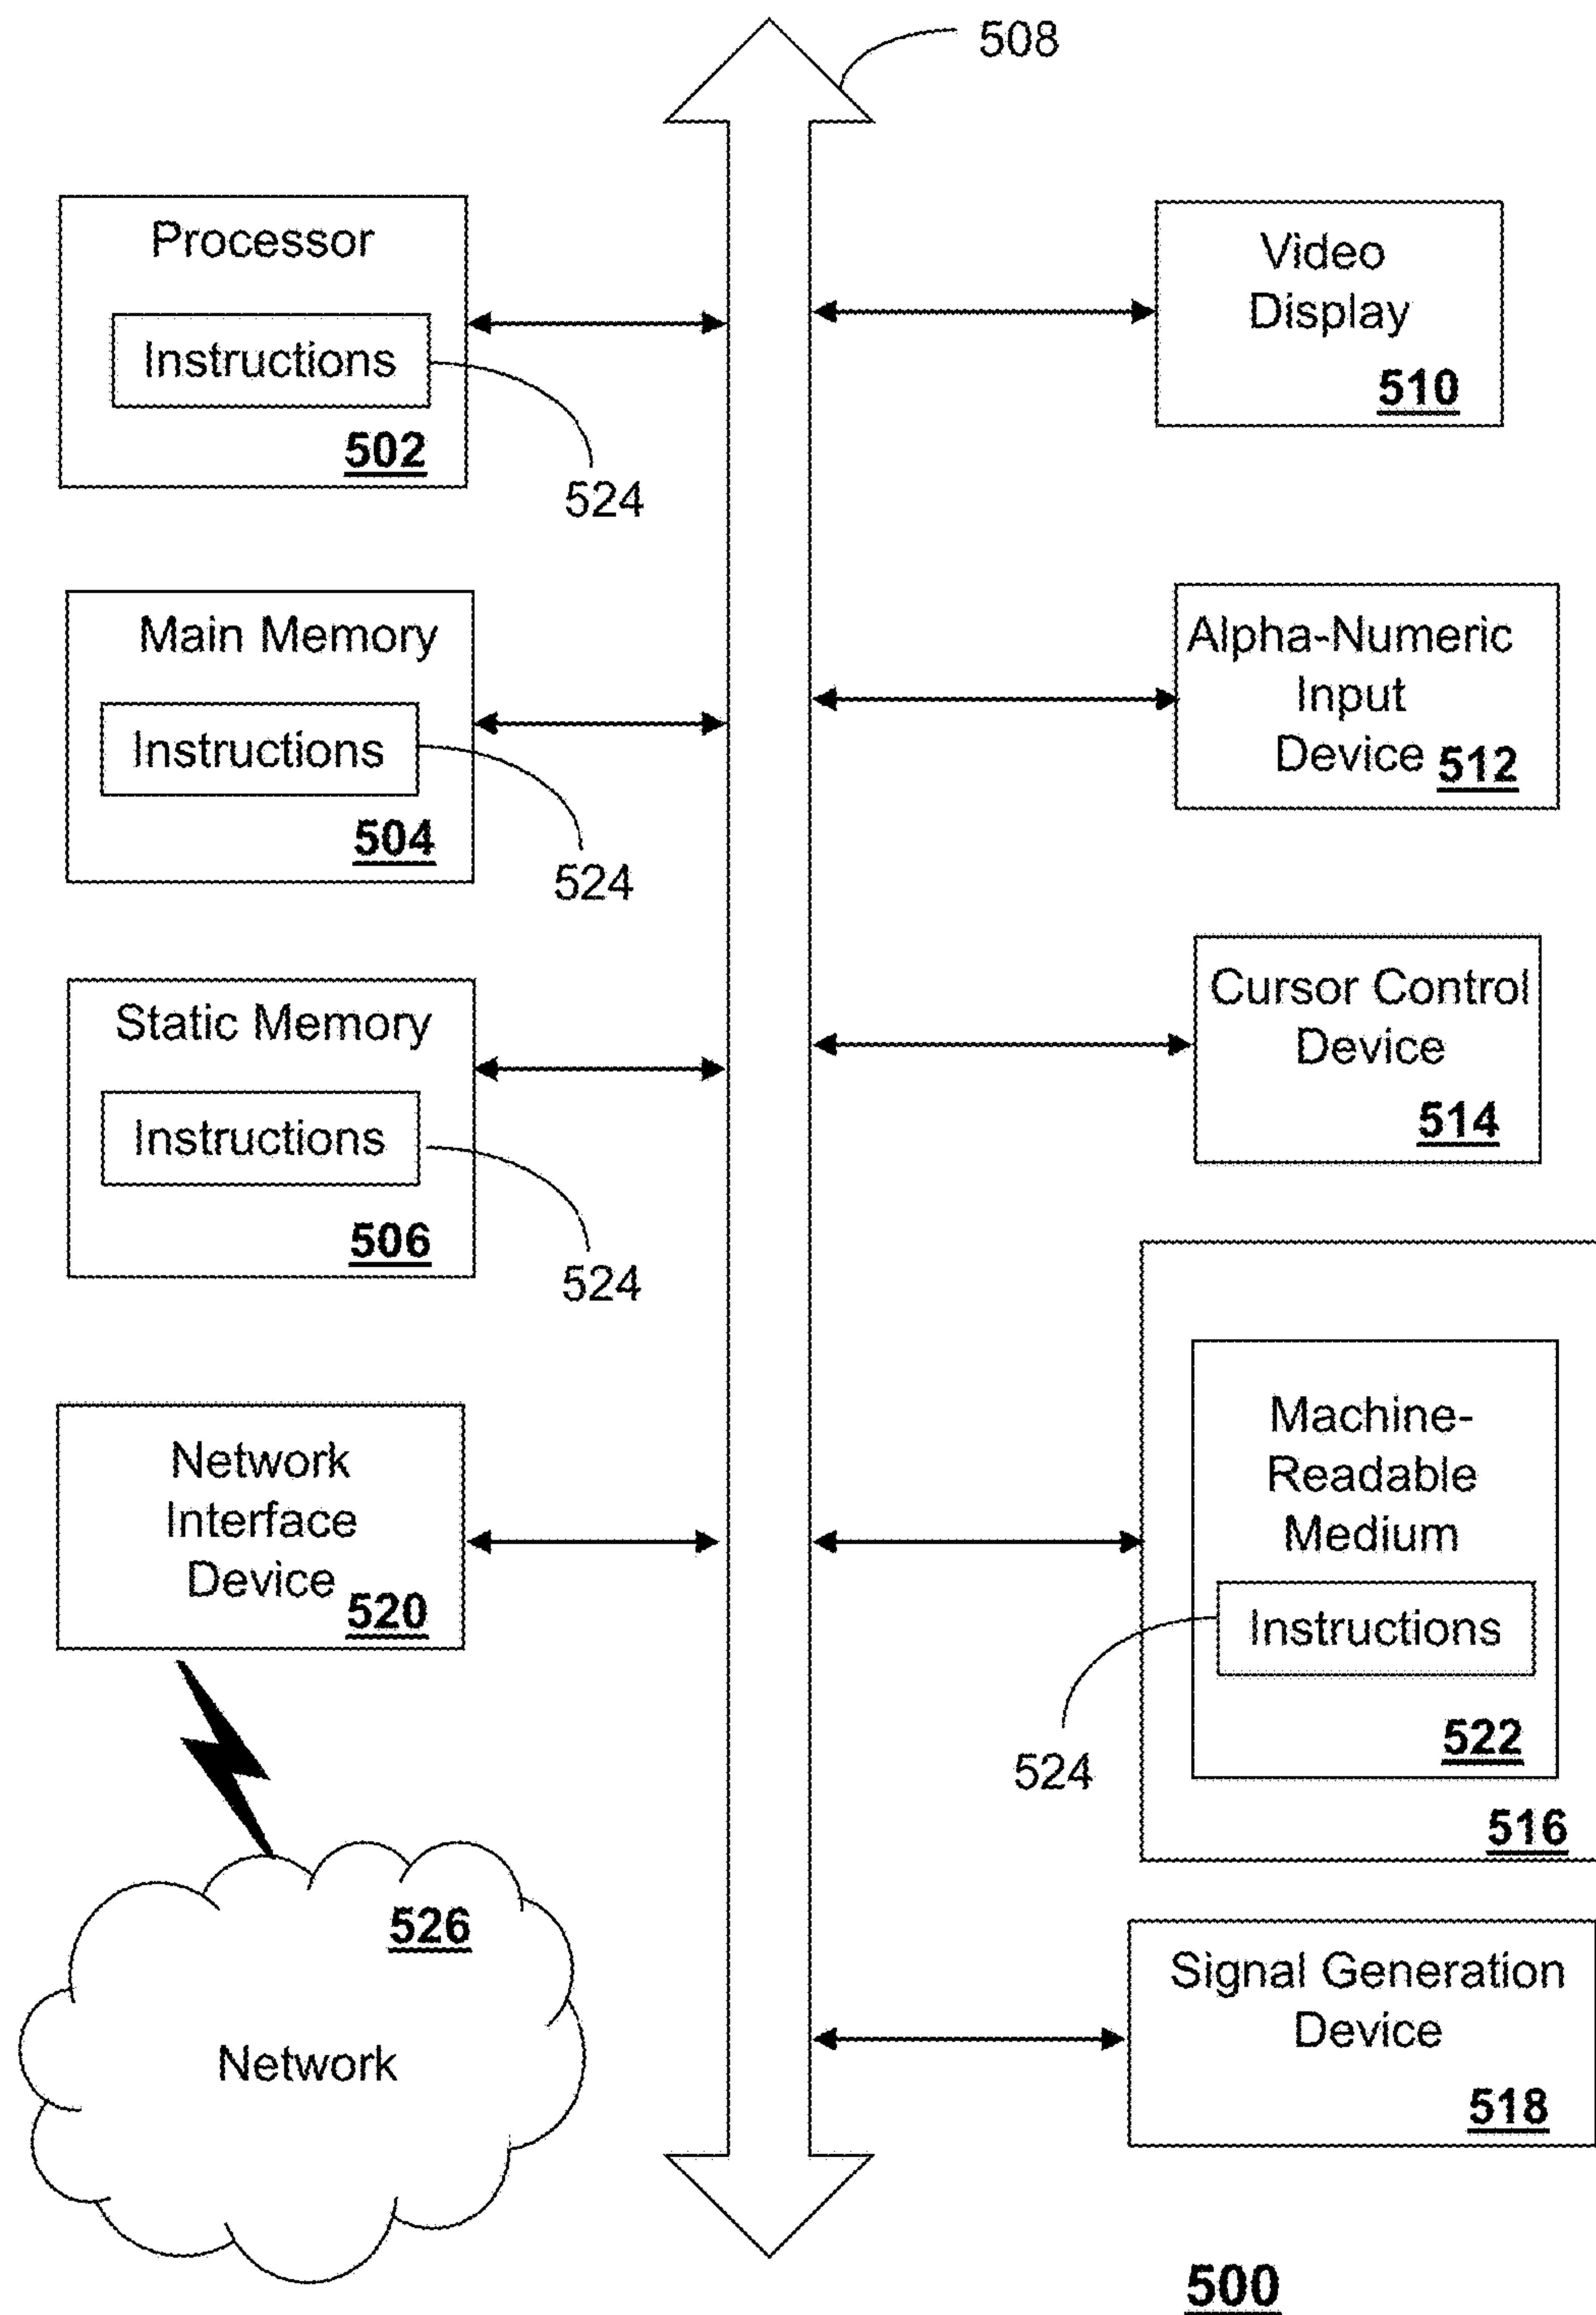 508
Processor
Instructions
502
524
Main Memory
Instructions
504
524
Static Memory
Instructions
506
524
Network
Interface
Device
520
526
Network
Video
Display
510
Alpha-Numeric
Input
Device 512
Cursor Control
Device
514
Machine-
Readable
Medium
Instructions
524
522
516
Signal Generation
Device
518
500